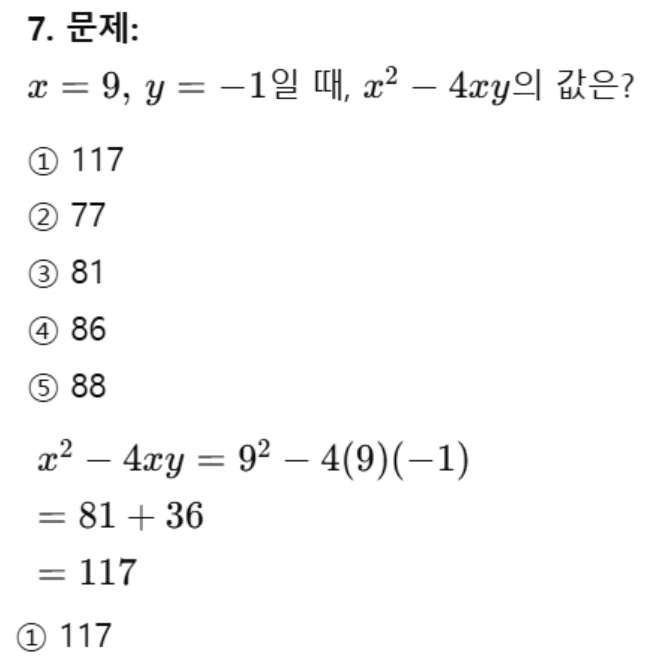 7. 문제:
x = 9, y = −1일 때, x² − 4xy의 값은?
① 117
② 77
③ 81
④ 86
⑤ 88
x² − 4xy = 9² − 4(9)(−1)
= 81 + 36
= 117
① 117